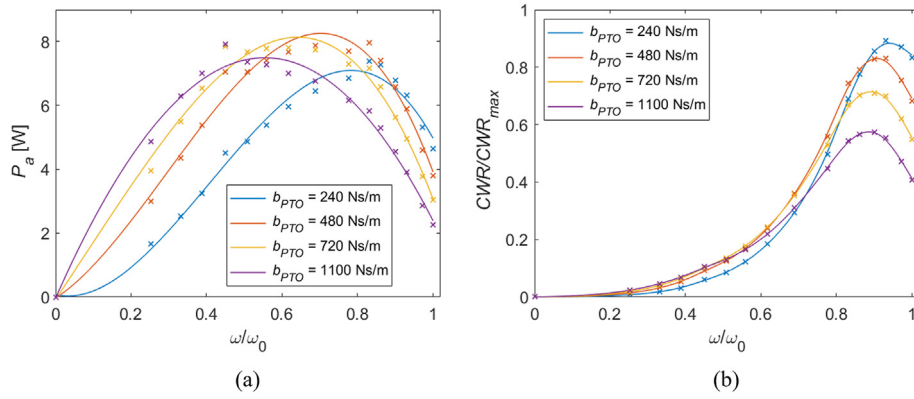 P_a [W]
8
6
4
2
0
b_PTO = 240 Ns/m
b_PTO = 480 Ns/m
b_PTO = 720 Ns/m
b_PTO = 1100 Ns/m
0 0.2 0.4 0.6 0.8 1
ω/ω_0
(a)
CWR/CWR_max
1
0.8
0.6
0.4
0.2
0
b_PTO = 240 Ns/m
b_PTO = 480 Ns/m
b_PTO = 720 Ns/m
b_PTO = 1100 Ns/m
0 0.2 0.4 0.6 0.8 1
ω/ω_0
(b)